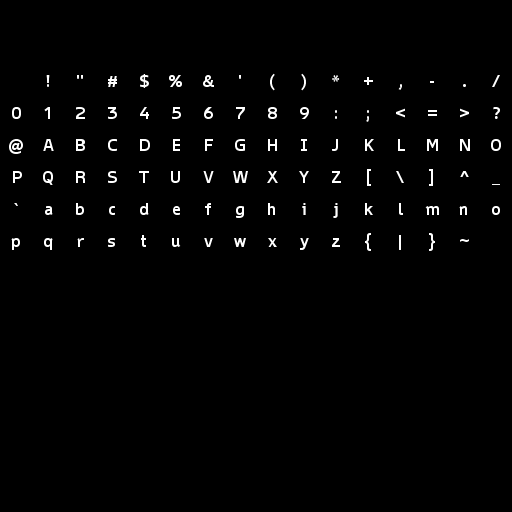 ! " # $ % & ' ( ) * + , - . /
0 1 2 3 4 5 6 7 8 9 : ; < = > ?
@ A B C D E F G H I J K L M N O
P Q R S T U V W X Y Z [ \ ] ^ _
` a b c d e f g h i j k l m n o
p q r s t u v w x y z { | } ~